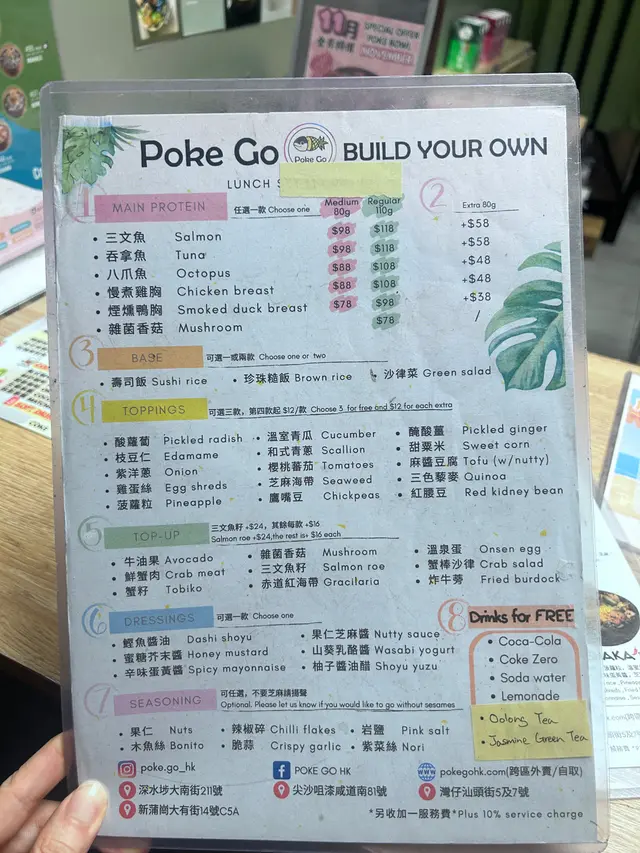 11月
SPECIAL OFFER
POKE BOWL
Poke Go
Poke Go
BUILD YOUR OWN
LUNCH S
1 MAIN PROTEIN 任選一款 Choose one Medium 80g Regular 110g 2 Extra 80g
• 三文魚 Salmon $98 $118 +$58
• 吞拿魚 Tuna $98 $118 +$58
• 八爪魚 Octopus $88 $108 +$48
• 慢煮雞胸 Chicken breast $88 $108 +$48
• 煙燻鴨胸 Smoked duck breast $78 $98 +$38
• 雜菌香菇 Mushroom $78 /
3 BASE 可選一或兩款 Choose one or two
• 壽司飯 Sushi rice • 珍珠糙飯 Brown rice • 沙律菜 Green salad
4 TOPPINGS 可選三款，第四款起 $12/款 Choose 3 for free and $12 for each extra
• 酸蘿蔔 Pickled radish • 溫室青瓜 Cucumber • 醃酸薑 Pickled ginger
• 枝豆仁 Edamame • 和式青蔥 Scallion • 甜粟米 Sweet corn
• 紫洋蔥 Onion • 櫻桃蕃茄 Tomatoes • 麻醬豆腐 Tofu (w/nutty)
• 雞蛋絲 Egg shreds • 芝麻海帶 Seaweed • 三色藜麥 Quinoa
• 菠蘿粒 Pineapple • 鷹嘴豆 Chickpeas • 紅腰豆 Red kidney bean
5 TOP-UP 三文魚籽 +$24，其餘每款 +$16
Salmon roe +$24,the rest is+ $16 each
• 牛油果 Avocado • 雜菌香菇 Mushroom • 溫泉蛋 Onsen egg
• 鮮蟹肉 Crab meat • 三文魚籽 Salmon roe • 蟹棒沙律 Crab salad
• 蟹籽 Tobiko • 赤道紅海帶 Gracilaria • 炸牛蒡 Fried burdock
6 DRESSINGS 可選一款 Choose one
• 鰹魚醬油 Dashi shoyu • 果仁芝麻醬 Nutty sauce
• 蜜糖芥末醬 Honey mustard • 山葵乳酪醬 Wasabi yogurt
• 辛味蛋黃醬 Spicy mayonnaise • 柚子醬油醋 Shoyu yuzu
7 SEASONING 可任選，不要芝麻請揚聲
Optional. Please let us know if you would like to go without sesames
• 果仁 Nuts • 辣椒碎 Chilli flakes • 岩鹽 Pink salt
• 木魚絲 Bonito • 脆蒜 Crispy garlic • 紫菜絲 Nori
8 Drinks for FREE
• Coca-Cola
• Coke Zero
• Soda water
• Lemonade
• Oolong Tea
• Jasmine Green Tea
poke.go_hk POKE GO HK pokegohk.com(跨區外賣/自取)
深水埗大南街211號 尖沙咀漆咸道南81號 灣仔汕頭街5及7號
新蒲崗大有街14號C5A *另收加一服務費*Plus 10% service charge